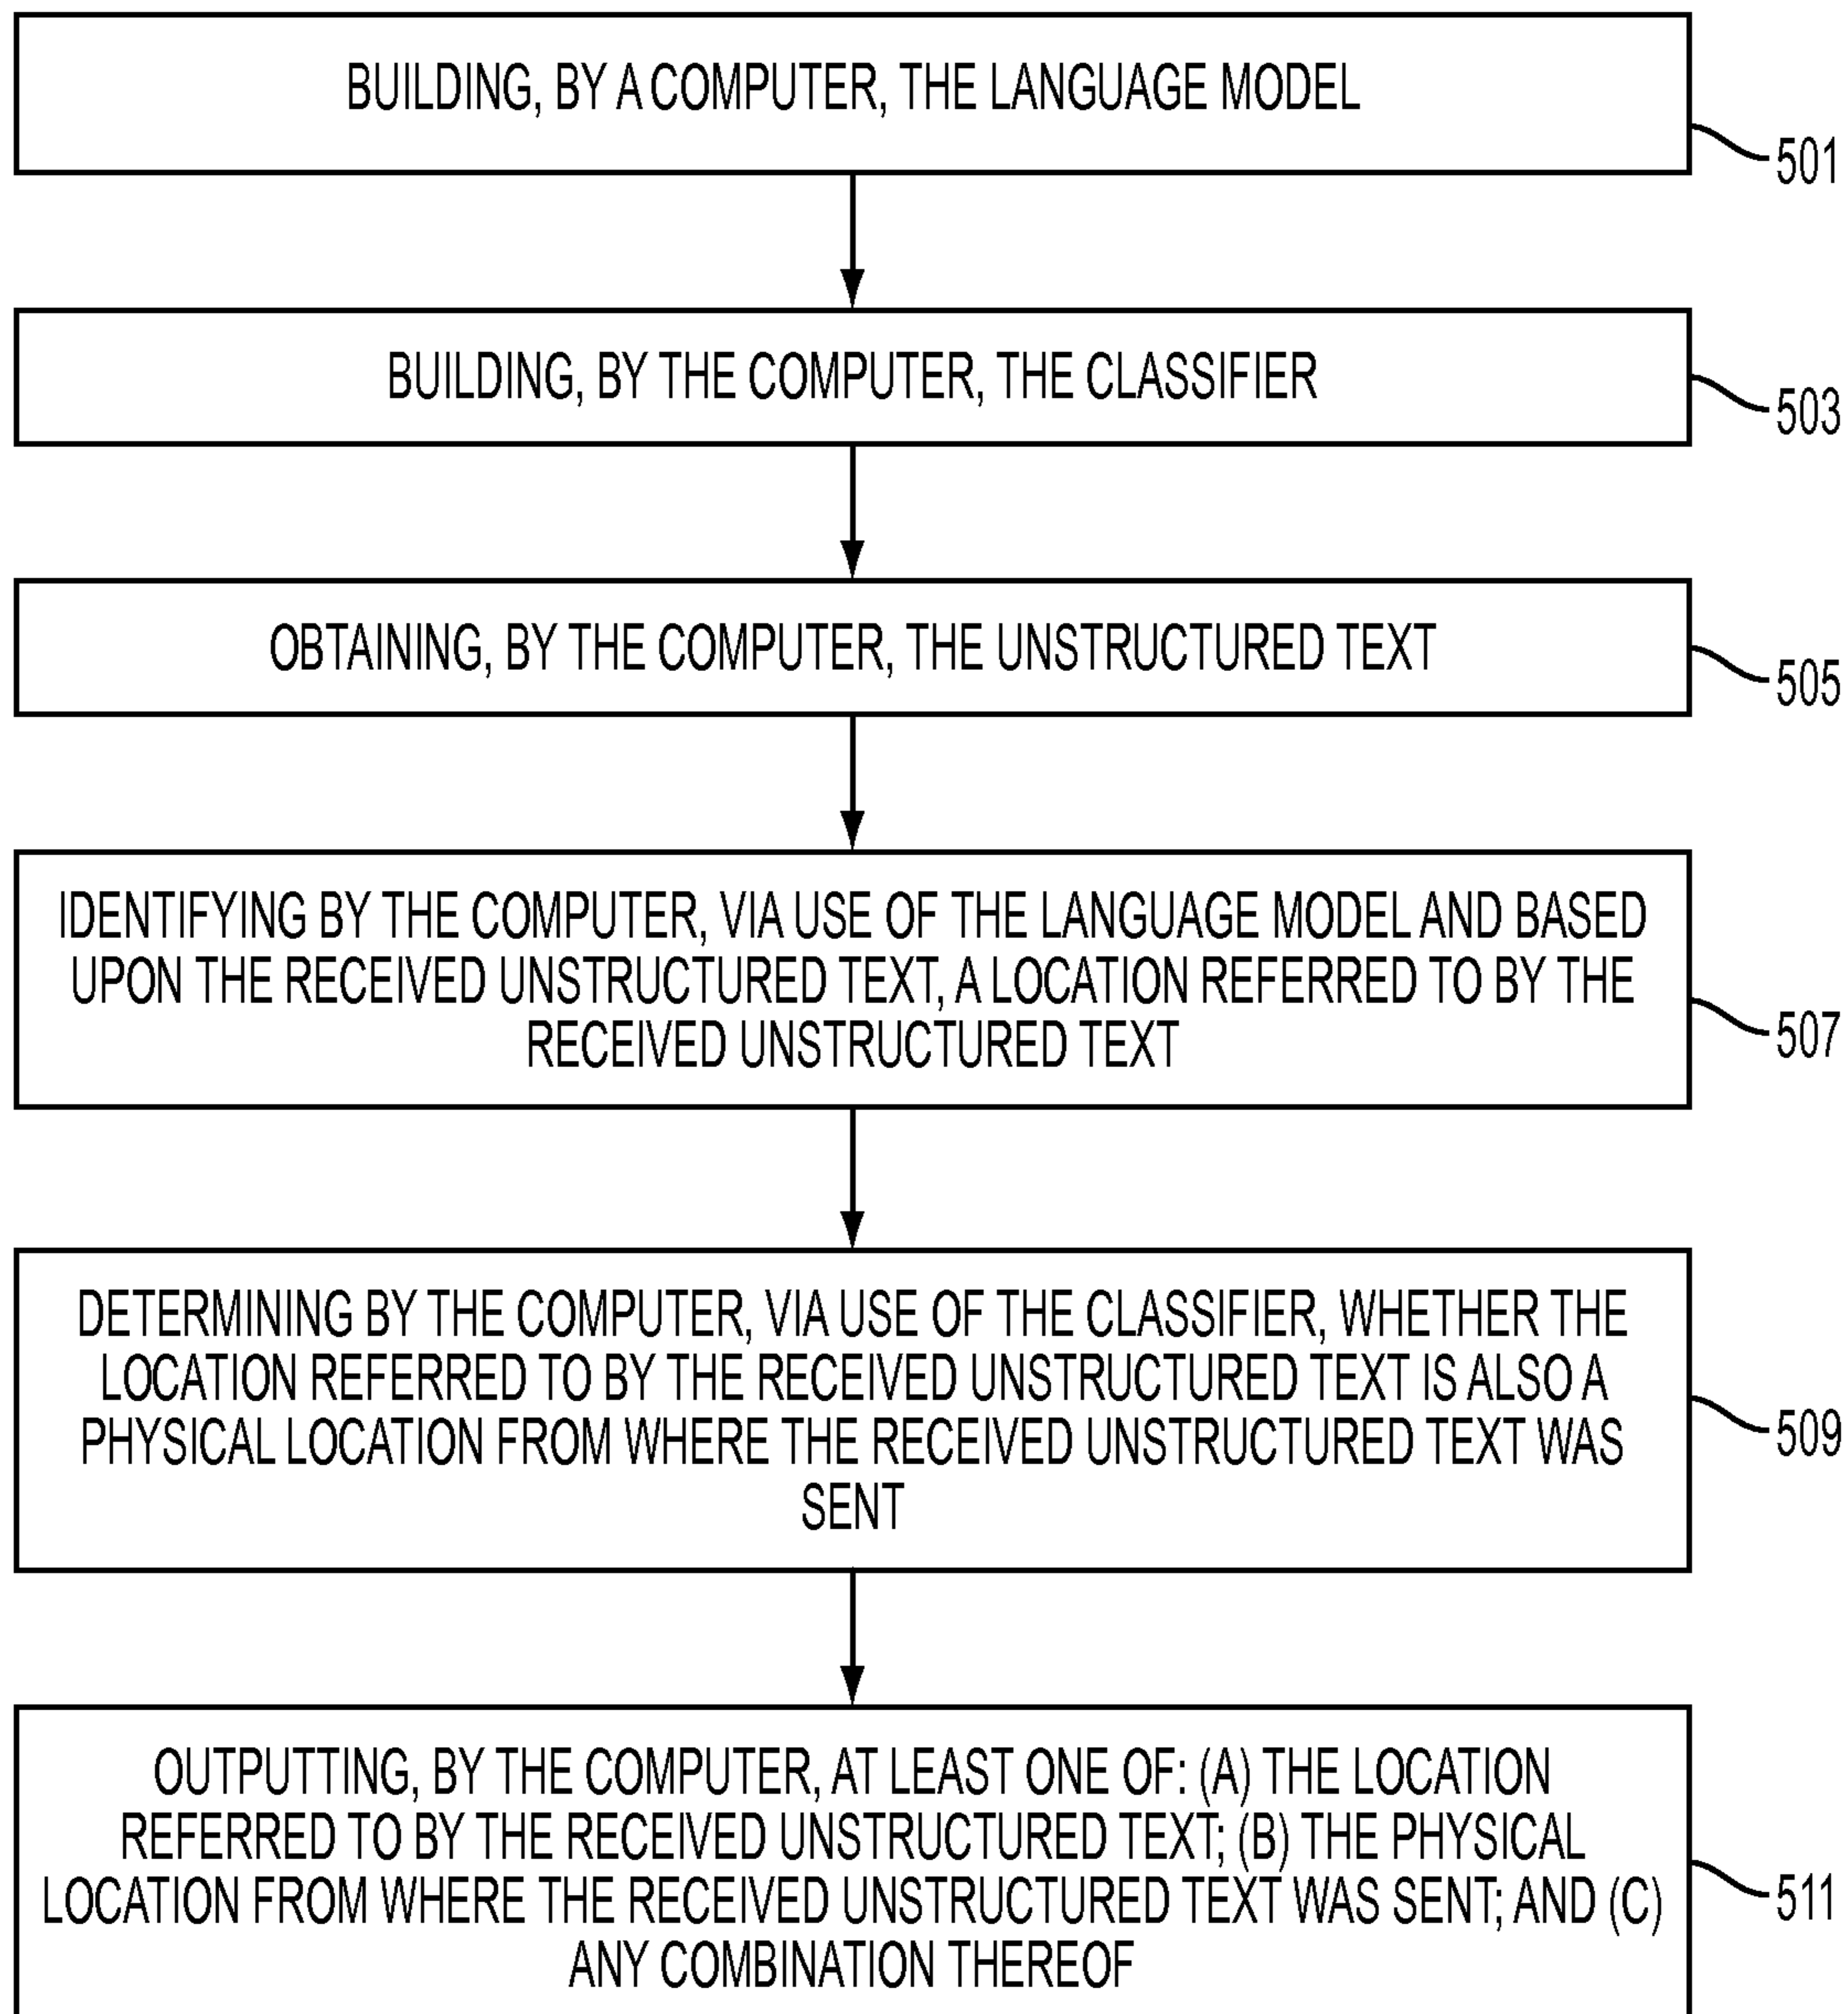 BUILDING, BY A COMPUTER, THE LANGUAGE MODEL
501
BUILDING, BY THE COMPUTER, THE CLASSIFIER
503
OBTAINING, BY THE COMPUTER, THE UNSTRUCTURED TEXT
505
IDENTIFYING BY THE COMPUTER, VIA USE OF THE LANGUAGE MODEL AND BASED
UPON THE RECEIVED UNSTRUCTURED TEXT, A LOCATION REFERRED TO BY THE
RECEIVED UNSTRUCTURED TEXT
507
DETERMINING BY THE COMPUTER, VIA USE OF THE CLASSIFIER, WHETHER THE
LOCATION REFERRED TO BY THE RECEIVED UNSTRUCTURED TEXT IS ALSO A
PHYSICAL LOCATION FROM WHERE THE RECEIVED UNSTRUCTURED TEXT WAS
SENT
509
OUTPUTTING, BY THE COMPUTER, AT LEAST ONE OF: (A) THE LOCATION
REFERRED TO BY THE RECEIVED UNSTRUCTURED TEXT; (B) THE PHYSICAL
LOCATION FROM WHERE THE RECEIVED UNSTRUCTURED TEXT WAS SENT; AND (C)
ANY COMBINATION THEREOF
511